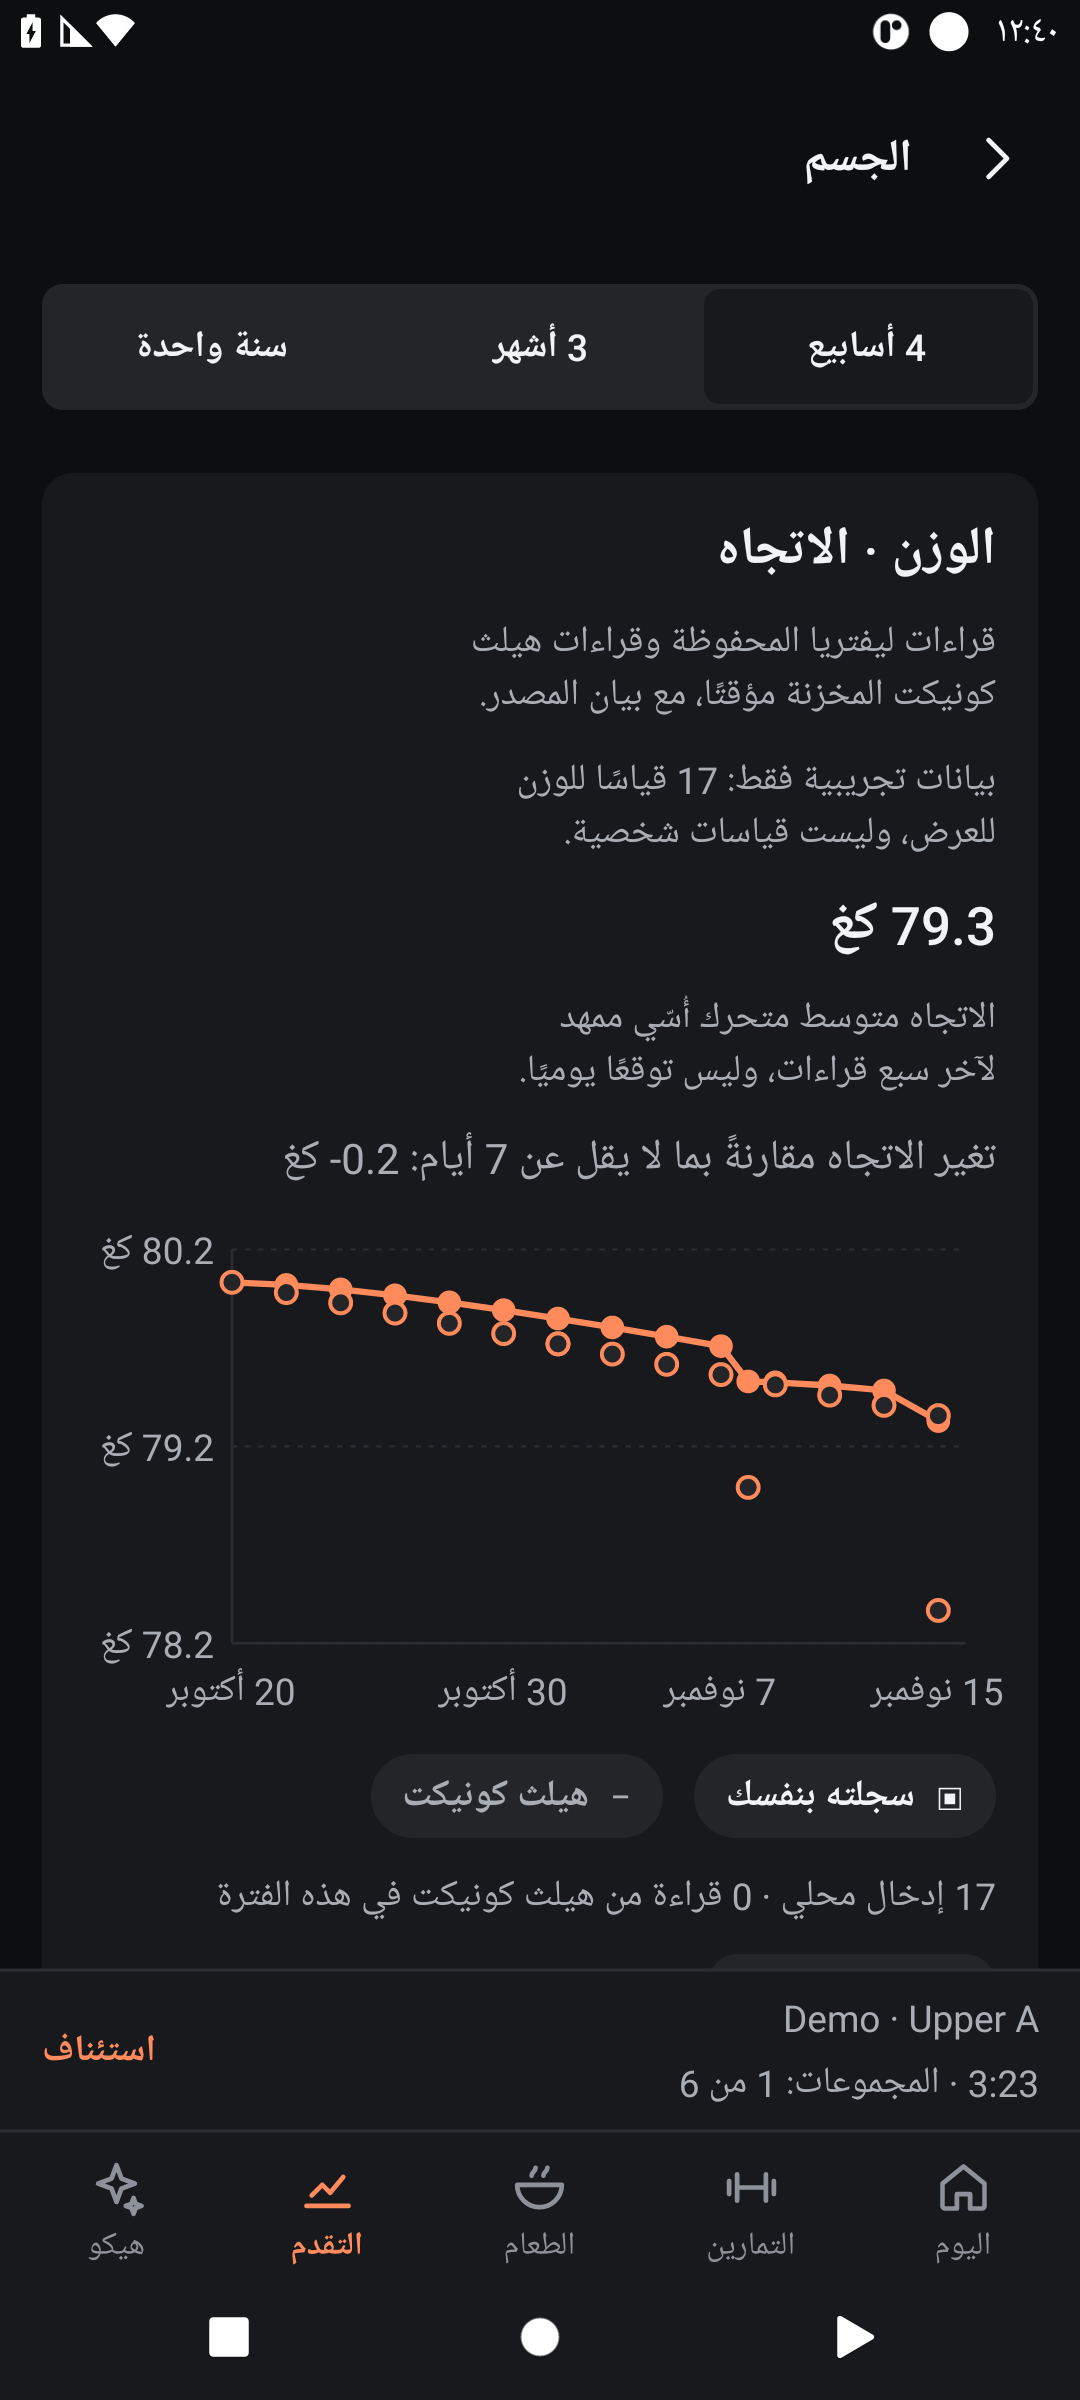 ١٢:٤٠
الجسم
4 أسابيع
3 أشهر
سنة واحدة
الوزن · الاتجاه
قراءات ليفتريا المحفوظة وقراءات هيلث
كونيكت المخزنة مؤقتًا، مع بيان المصدر.
بيانات تجريبية فقط: 17 قياسًا للوزن
للعرض، وليست قياسات شخصية.
79.3 كغ
الاتجاه متوسط متحرك أُسّي ممهد
لآخر سبع قراءات، وليس توقعًا يوميًا.
تغير الاتجاه مقارنةً بما لا يقل عن 7 أيام: 0.2- كغ
80.2 كغ
79.2 كغ
78.2 كغ
20 أكتوبر
30 أكتوبر
7 نوفمبر
15 نوفمبر
سجلته بنفسك
هيلث كونيكت
17 إدخال محلي · 0 قراءة من هيلث كونيكت في هذه الفترة
Demo · Upper A
3:23 · المجموعات: 1 من 6
استئناف
اليوم
التمارين
الطعام
التقدم
هيكو